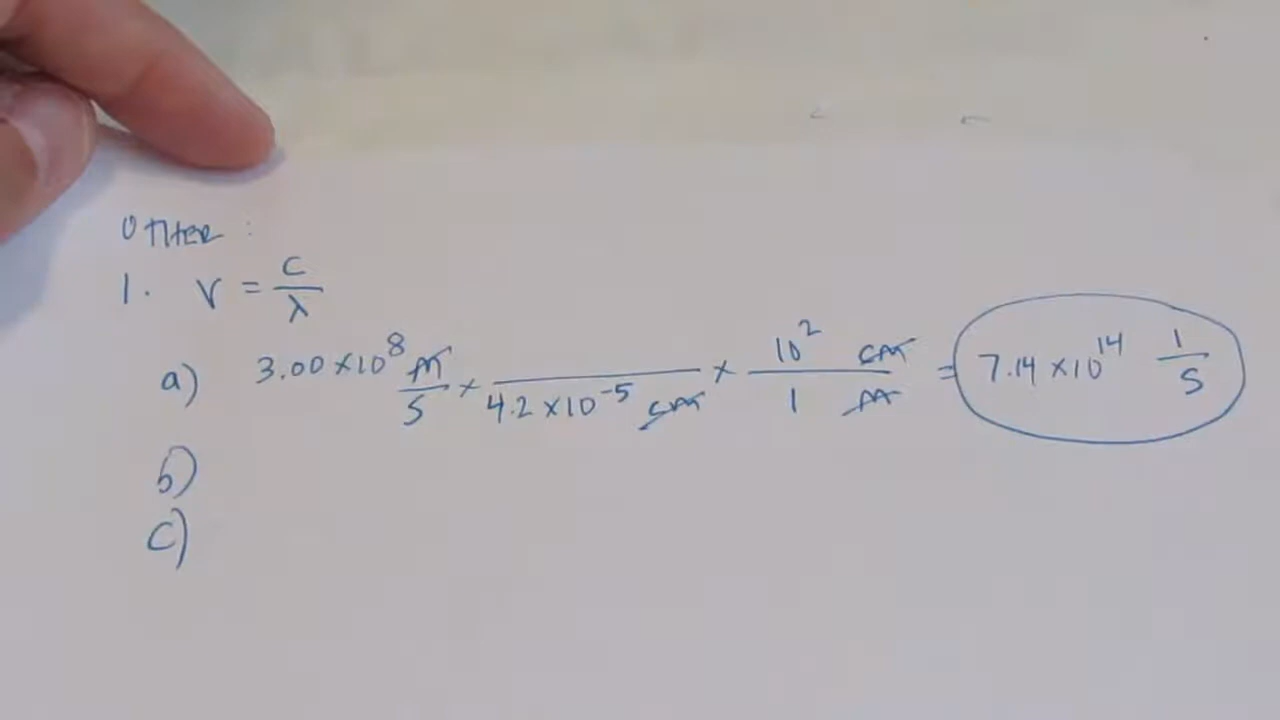 OTHER :
1. ν = c/λ
a) 3.00 × 10⁸ m/s × 1/(4.2 × 10⁻⁵ cm) × 10² cm/1 m = 7.14 × 10¹⁴ 1/s
b)
c)